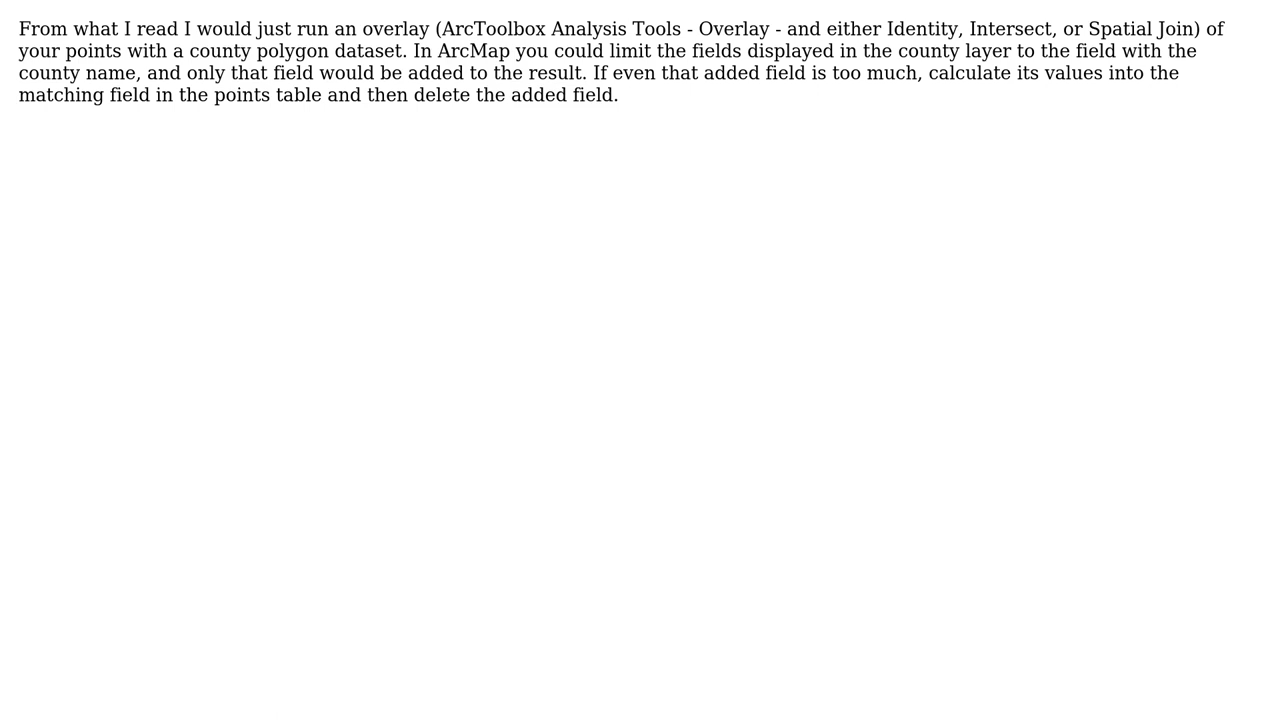 From what I read I would just run an overlay (ArcToolbox Analysis Tools - Overlay - and either Identity, Intersect, or Spatial Join) of
your points with a county polygon dataset. In ArcMap you could limit the fields displayed in the county layer to the field with the
county name, and only that field would be added to the result. If even that added field is too much, calculate its values into the
matching field in the points table and then delete the added field.